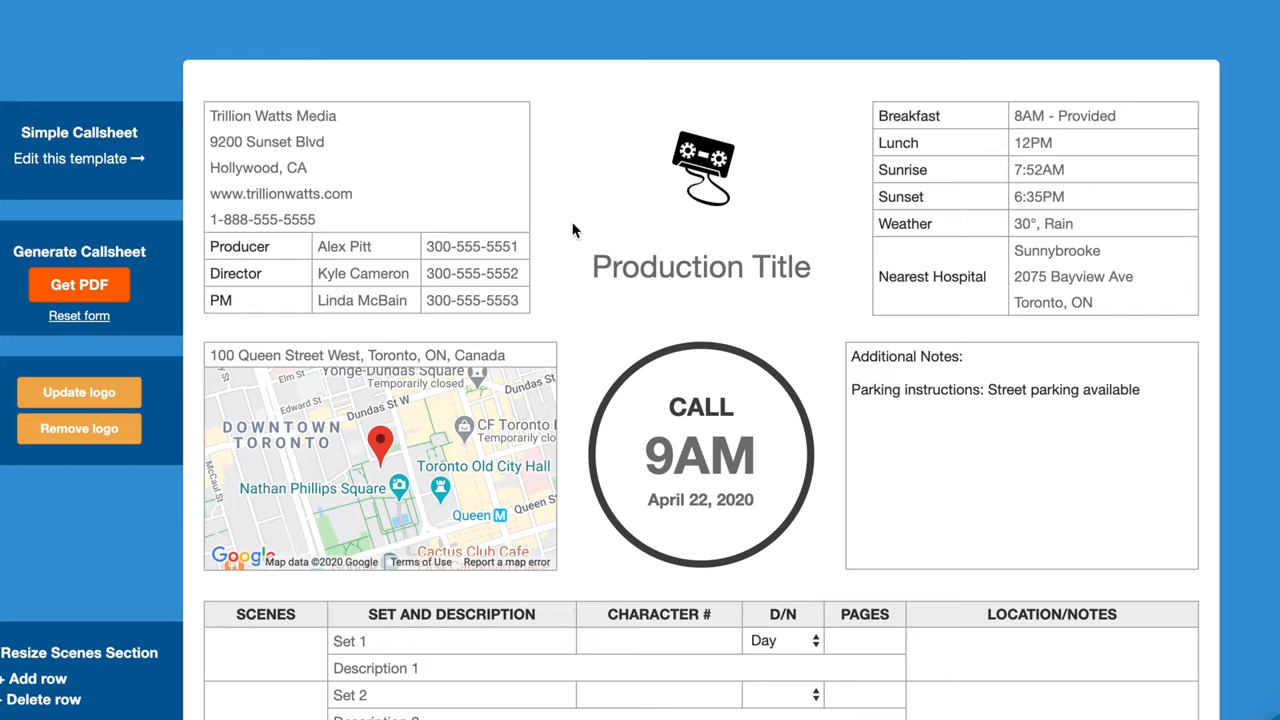 Simple Callsheet
Edit this template →
Generate Callsheet
Get PDF
Reset form
Update logo
Remove logo
Resize Scenes Section
+ Add row
- Delete row
Trillion Watts Media
9200 Sunset Blvd
Hollywood, CA
www.trillionwatts.com
1-888-555-5555
Producer Alex Pitt 300-555-5551
Director Kyle Cameron 300-555-5552
PM Linda McBain 300-555-5553
Production Title
Breakfast 8AM - Provided
Lunch 12PM
Sunrise 7:52AM
Sunset 6:35PM
Weather 30°, Rain
Nearest Hospital
Sunnybrooke
2075 Bayview Ave
Toronto, ON
100 Queen Street West, Toronto, ON, Canada
Yonge-Dundas Square
Temporarily closed
Elm St
Edward St
Dundas St W
Dundas St
DOWNTOWN
TORONTO
CF Toronto
Temporarily clo
McCaul St
Toronto Old City Hall
Nathan Phillips Square
Queen M
Queen S
Cactus Club Cafe
Google
Map data ©2020 Google Terms of Use Report a map error
CALL
9AM
April 22, 2020
Additional Notes:
Parking instructions: Street parking available
SCENES SET AND DESCRIPTION CHARACTER # D/N PAGES LOCATION/NOTES
Set 1 Day
Description 1
Set 2